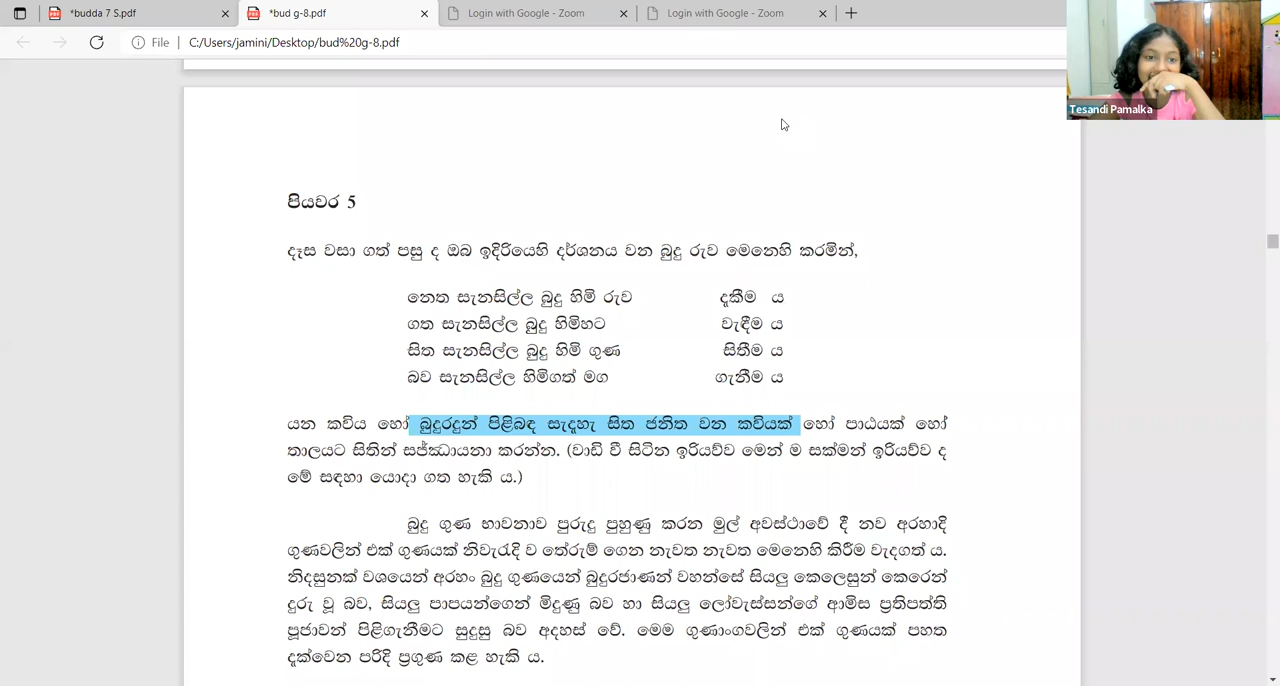 *budda 7 S.pdf
*bud g-8.pdf
Login with Google - Zoom
Login with Google - Zoom
File
C:/Users/jamini/Desktop/bud%20g-8.pdf
Tesandi Pamalka
පියවර 5
දෑස වසා ගත් පසු ද ඔබ ඉදිරියෙහි දර්ශනය වන බුදු රුව මෙනෙහි කරමින්,
නෙත සැනසිල්ල බුදු හිමි රුව දැකීම ය
ගත සැනසිල්ල බුදු හිමිහට වැඳීම ය
සිත සැනසිල්ල බුදු හිමි ගුණ සිතීම ය
බව සැනසිල්ල හිමිගත් මග ගැනීම ය
යන කවිය හෝ බුදුරදුන් පිළිබඳ සැදැහැ සිත ජනිත වන කවියක් හෝ පාඨයක් හෝ
තාලයට සිතින් සජ්ඣායනා කරන්න. (වාඩි වී සිටින ඉරියව්ව මෙන් ම සක්මන් ඉරියව්ව ද
මේ සඳහා යොදා ගත හැකි ය.)
බුදු ගුණ භාවනාව පුරුදු පුහුණු කරන මුල් අවස්ථාවේ දී නව අරහාදි
ගුණවලින් එක් ගුණයක් නිවැරැදි ව තේරුම් ගෙන නැවත නැවත මෙනෙහි කිරීම වැදගත් ය.
නිදසුනක් වශයෙන් අරහං බුදු ගුණයෙන් බුදුරජාණන් වහන්සේ සියලු කෙලෙසුන් කෙරෙන්
දුරු වූ බව, සියලු පාපයන්ගෙන් මිදුණු බව හා සියලු ලෝවැස්සන්ගේ ආමිස ප්‍රතිපත්ති
පූජාවන් පිළිගැනීමට සුදුසු බව අදහස් වේ. මෙම ගුණාංගවලින් එක් ගුණයක් පහත
දැක්වෙන පරිදි ප්‍රගුණ කළ හැකි ය.